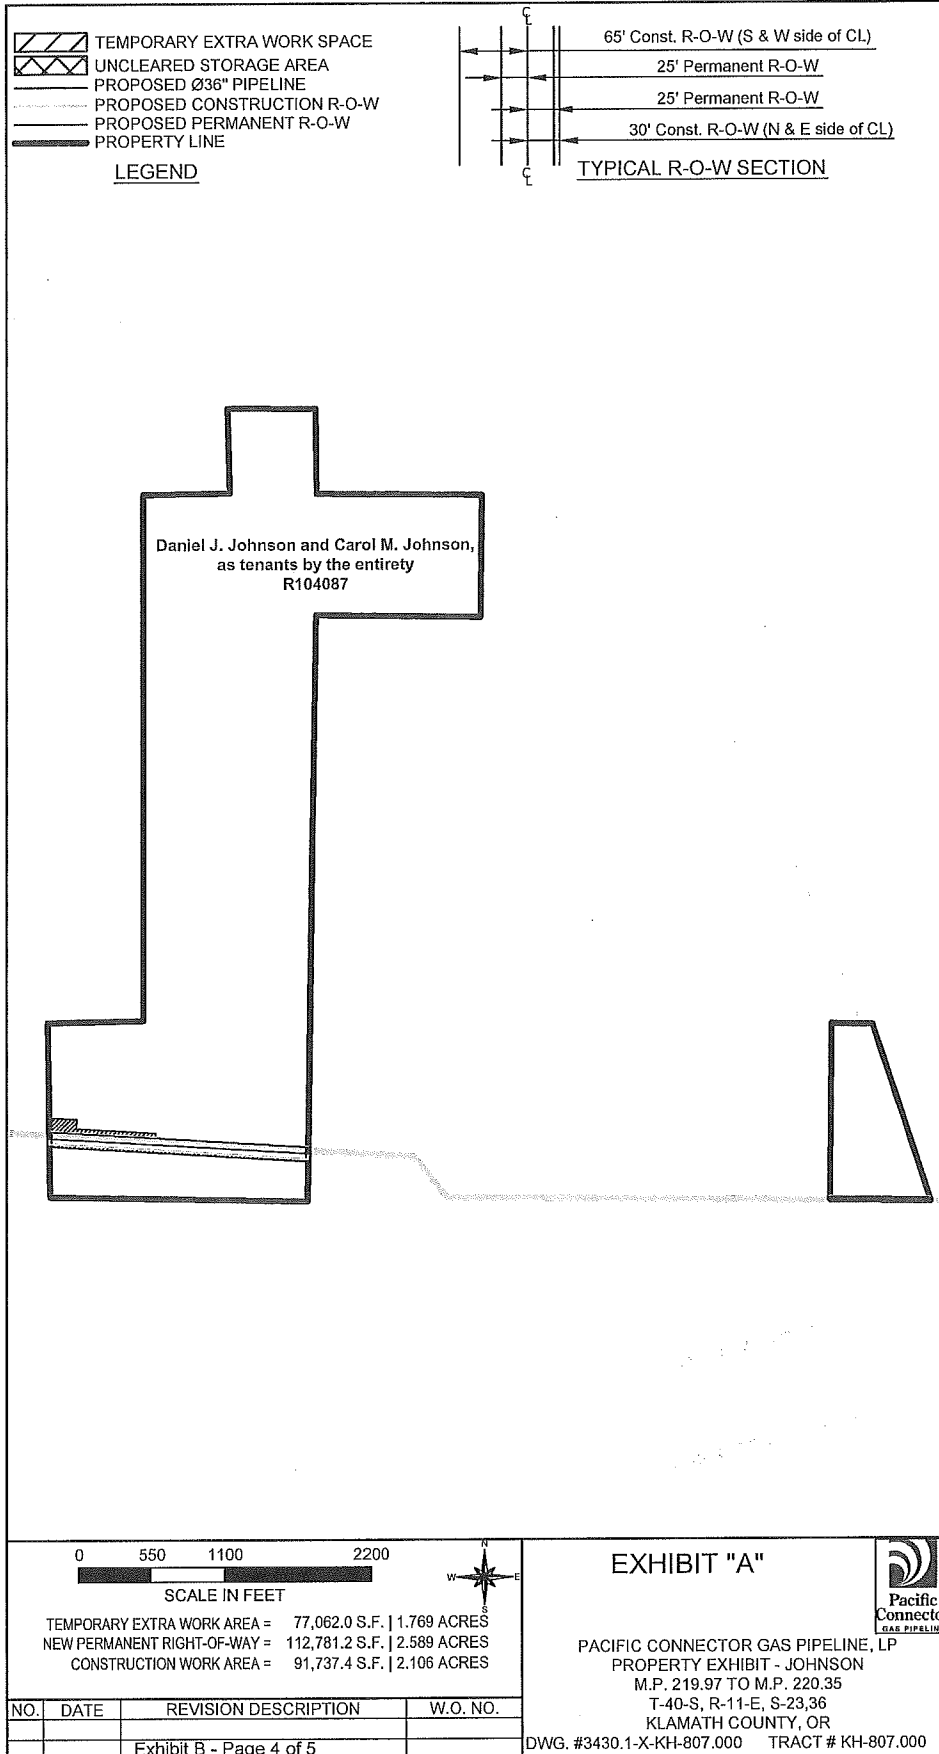 TEMPORARY EXTRA WORK SPACE
UNCLEARED STORAGE AREA
PROPOSED Ø36" PIPELINE
PROPOSED CONSTRUCTION R-O-W
PROPOSED PERMANENT R-O-W
PROPERTY LINE
LEGEND
℄
65' Const. R-O-W (S & W side of CL)
25' Permanent R-O-W
25' Permanent R-O-W
30' Const. R-O-W (N & E side of CL)
℄
TYPICAL R-O-W SECTION
Daniel J. Johnson and Carol M. Johnson,
as tenants by the entirety
R104087
0 550 1100 2200
SCALE IN FEET
N
W E
S
TEMPORARY EXTRA WORK AREA = 77,062.0 S.F. | 1.769 ACRES
NEW PERMANENT RIGHT-OF-WAY = 112,781.2 S.F. | 2.589 ACRES
CONSTRUCTION WORK AREA = 91,737.4 S.F. | 2.106 ACRES
NO. DATE REVISION DESCRIPTION W.O. NO.
Exhibit B - Page 4 of 5
EXHIBIT "A"
Pacific
Connecto
GAS PIPELIN
PACIFIC CONNECTOR GAS PIPELINE, LP
PROPERTY EXHIBIT - JOHNSON
M.P. 219.97 TO M.P. 220.35
T-40-S, R-11-E, S-23,36
KLAMATH COUNTY, OR
DWG. #3430.1-X-KH-807.000 TRACT # KH-807.000